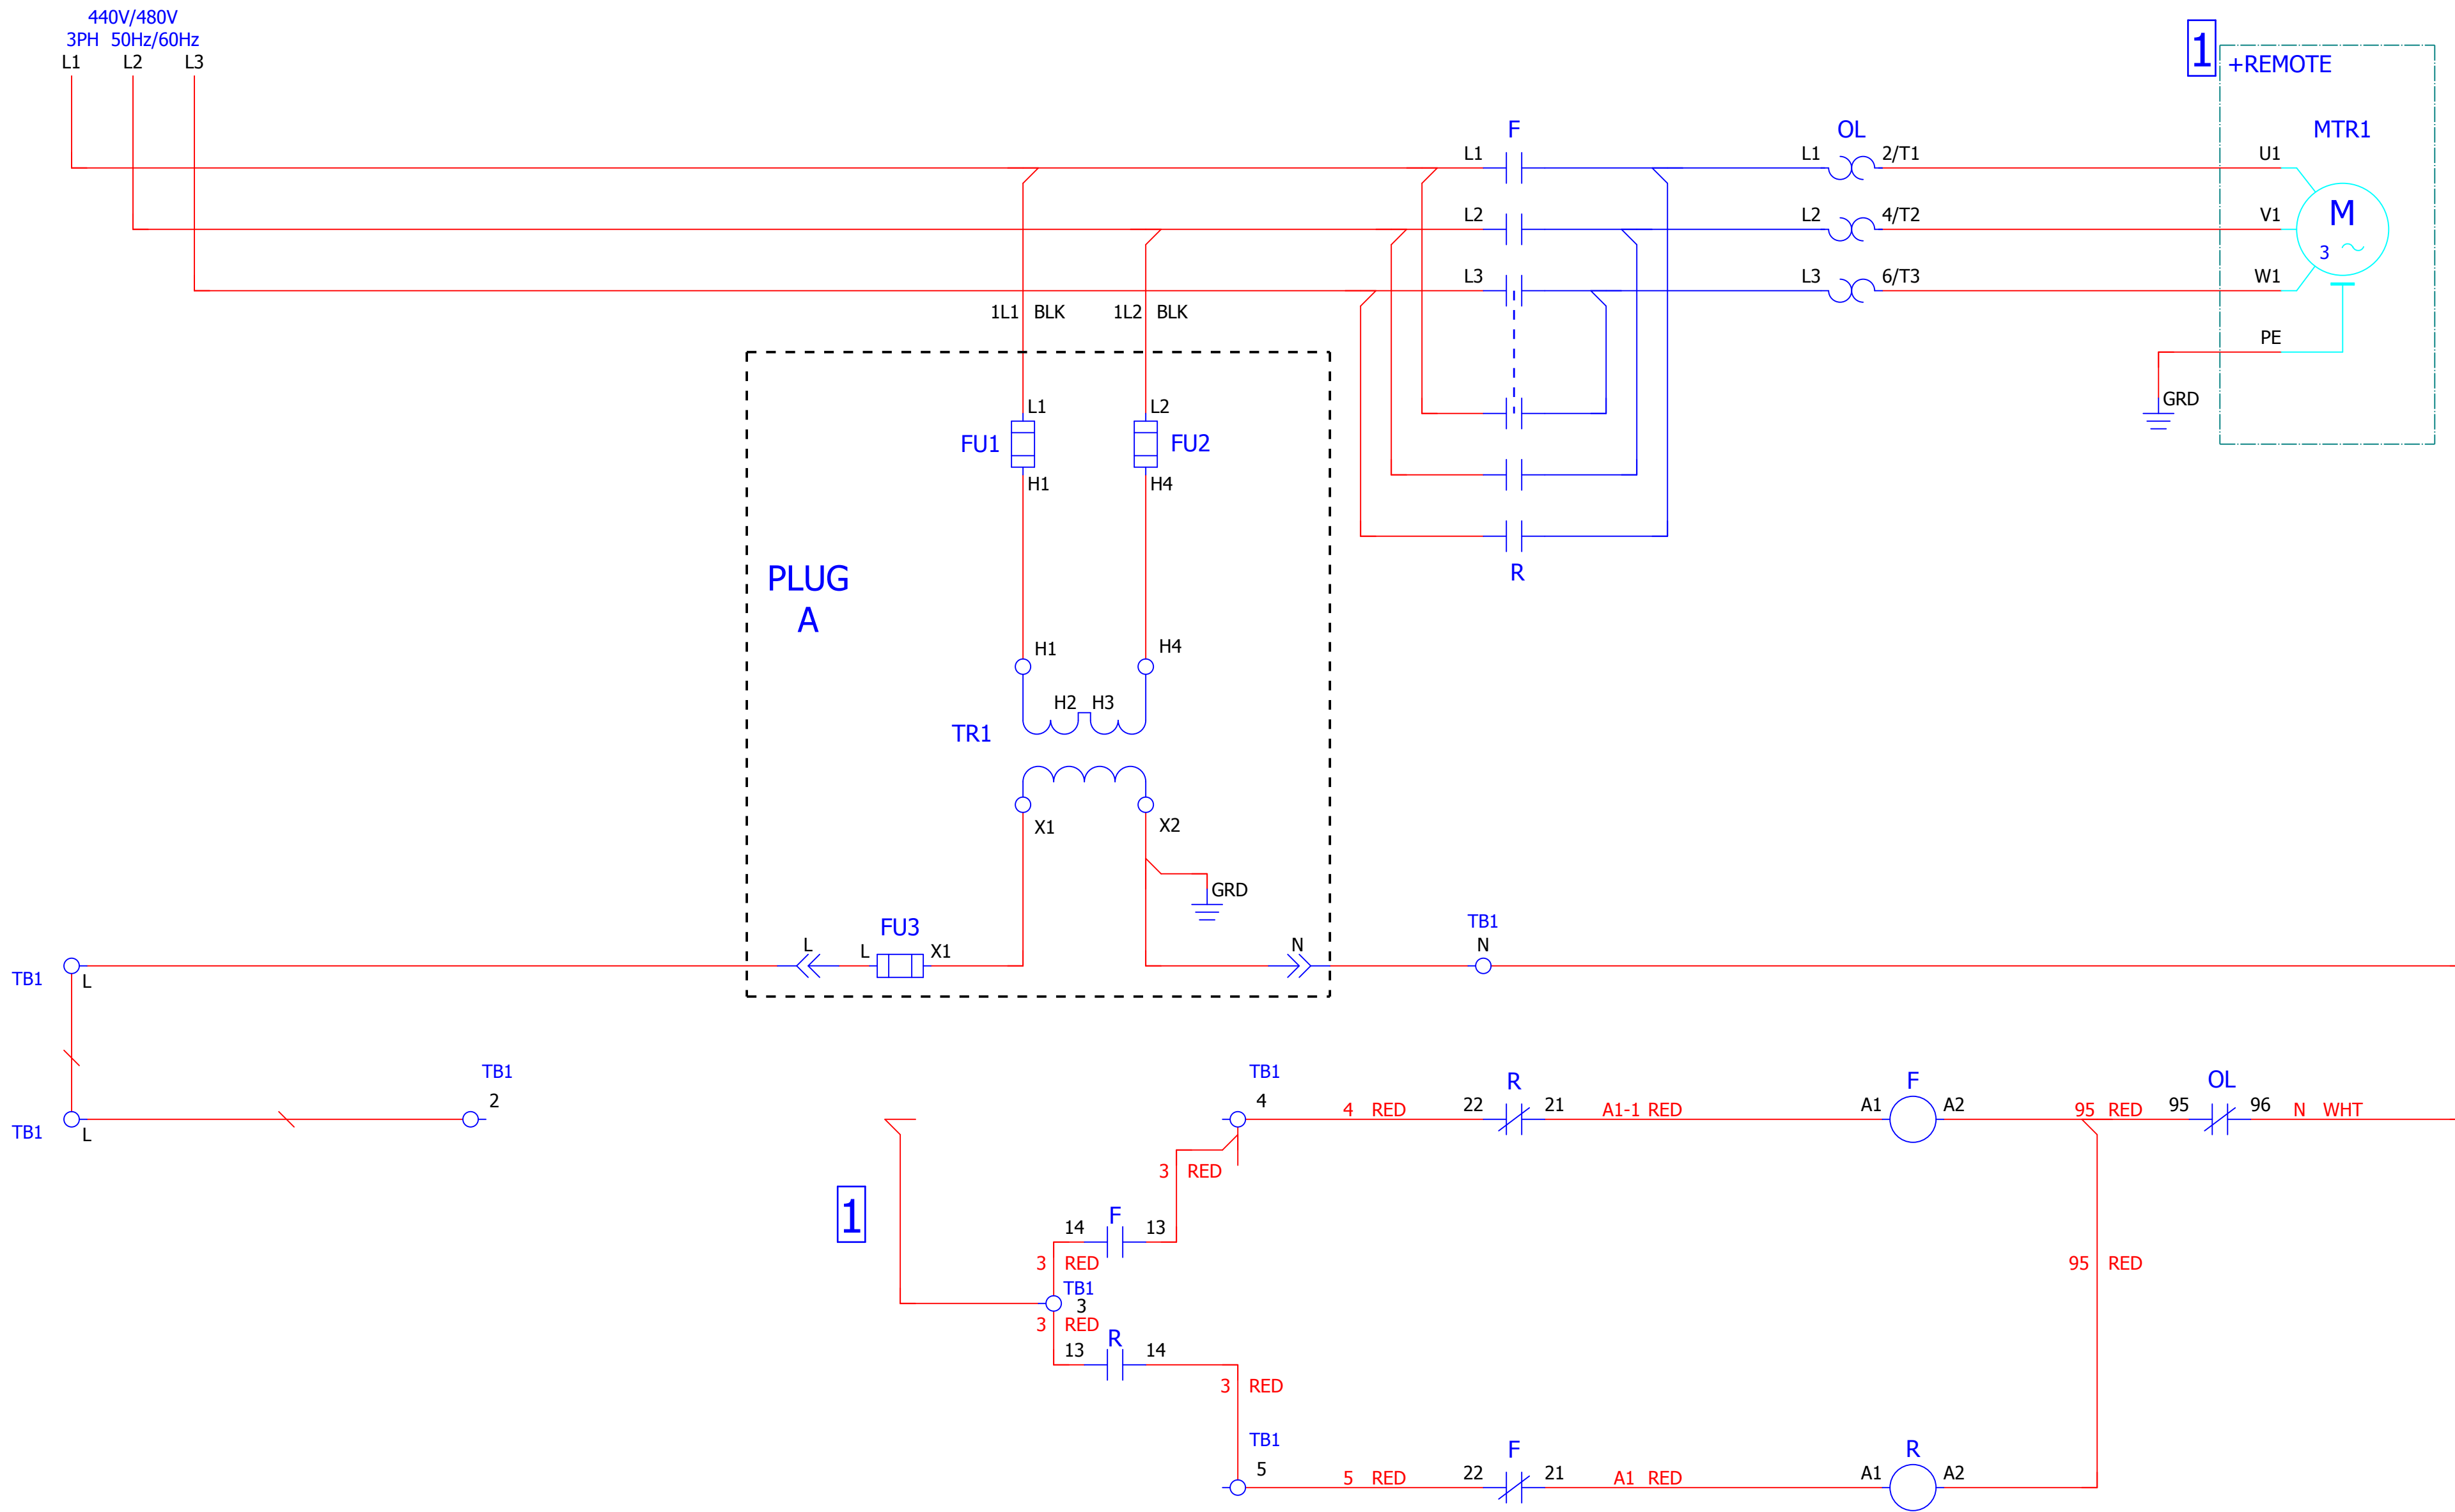 440V/480V
3PH 50Hz/60Hz
L1 L2 L3
1
+REMOTE
F OL MTR1
L1 L1 2/T1 U1
L2 L2 4/T2 V1
M
3
L3 L3 6/T3 W1
1L1 BLK 1L2 BLK
PE
GRD
L1 L2
FU1 FU2
H1 H4
R
PLUG
A
H1 H4
H2 H3
TR1
X1 X2
GRD
FU3
TB1
L L X1 N N
TB1 L
TB1 TB1 R F OL
2 4 4 RED 22 21 A1-1 RED A1 A2 95 RED 95 96 N WHT
TB1 L
3 RED
1
F
14 13
3 RED 95 RED
TB1
3
3 RED
R
13 14
3 RED
TB1 F R
5 5 RED 22 21 A1 RED A1 A2